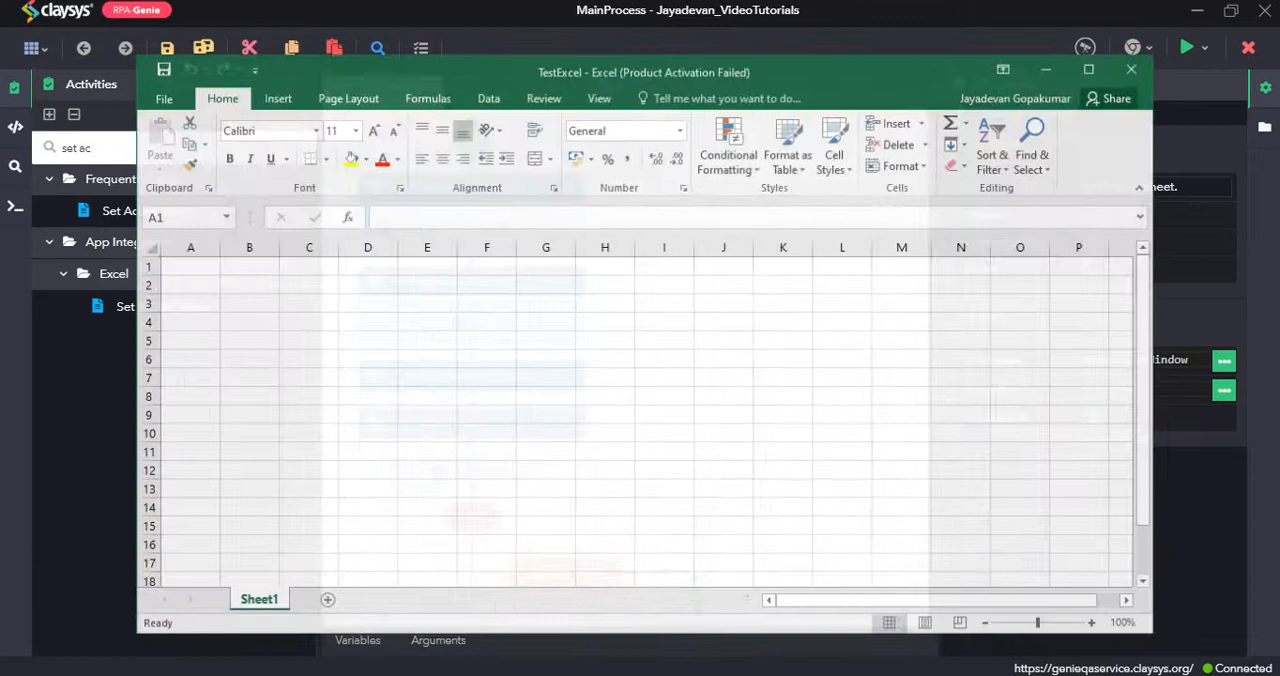 claysys RPA-Genie MainProcess - Jayadevan_VideoTutorials
Activities
TestExcel - Excel (Product Activation Failed)
File Home Insert Page Layout Formulas Data Review View Tell me what you want to do... Jayadevan Gopakumar Share
set ac
Frequent
Set Ac
App Inte
Excel
Set
Paste
Calibri 11
B I U A
General
% ,
Conditional Formatting
Format as Table
Cell Styles
Insert
Delete
Format
Sort & Filter
Find & Select
Clipboard Font Alignment Number Styles Cells Editing
heet.
A1 fx
A B C D E F G H I J K L M N O P
1
2
3
4
5
6
7
8
9
10
11
12
13
14
15
16
17
18
indow
Sheet1
Ready 100%
Variables Arguments
https://genieqaservice.claysys.org/ Connected